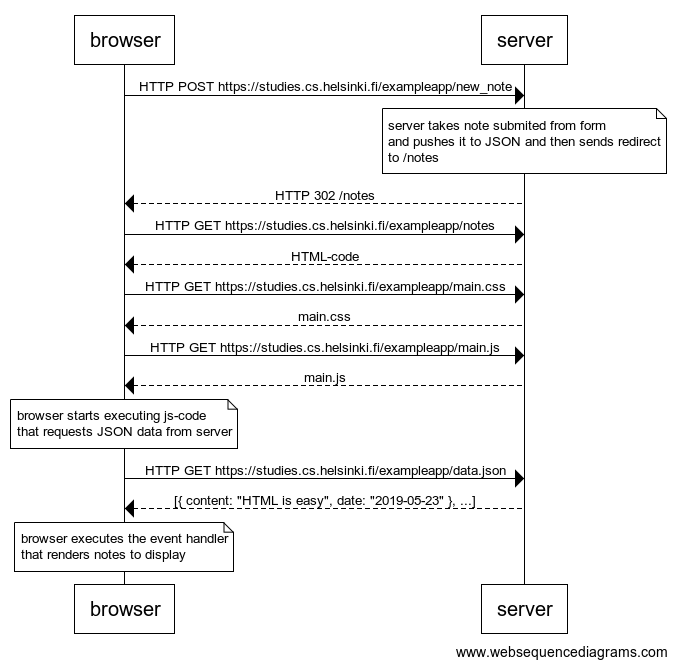 browser
server
HTTP POST https://studies.cs.helsinki.fi/exampleapp/new_note
server takes note submited from form
and pushes it to JSON and then sends redirect
to /notes
HTTP 302 /notes
HTTP GET https://studies.cs.helsinki.fi/exampleapp/notes
HTML-code
HTTP GET https://studies.cs.helsinki.fi/exampleapp/main.css
main.css
HTTP GET https://studies.cs.helsinki.fi/exampleapp/main.js
main.js
browser starts executing js-code
that requests JSON data from server
HTTP GET https://studies.cs.helsinki.fi/exampleapp/data.json
[{ content: "HTML is easy", date: "2019-05-23" }, ...]
browser executes the event handler
that renders notes to display
browser
server
www.websequencediagrams.com